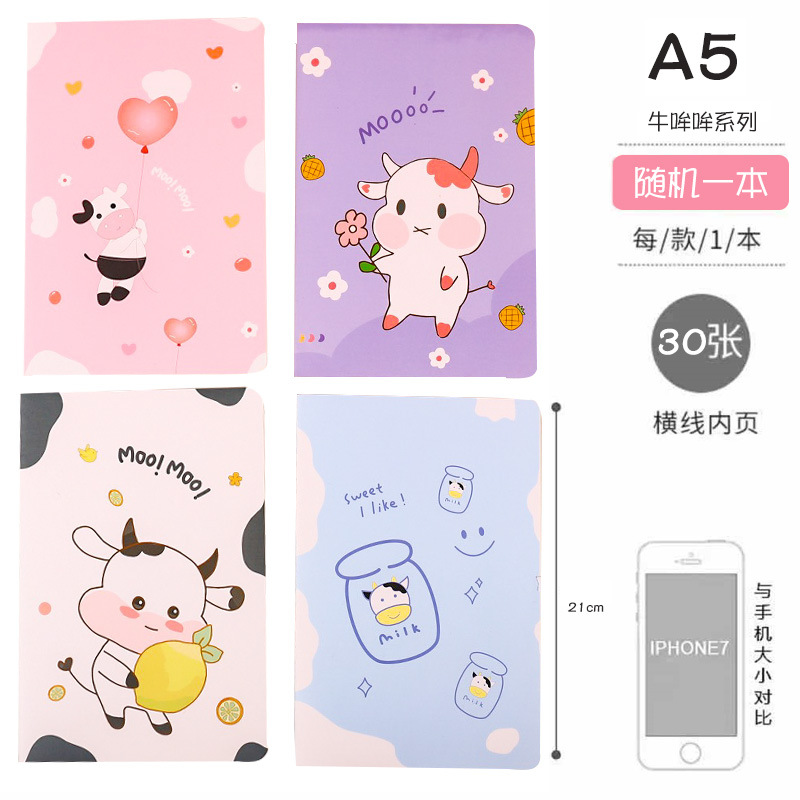 A5
牛哞哞系列
随机一本
每/款/1/本
30张
横线内页
Moo! Moo!
MOOOO
Moo! Moo!
sweet
I like!
milk
milk
milk
21cm
IPHONE7
与手机大小对比